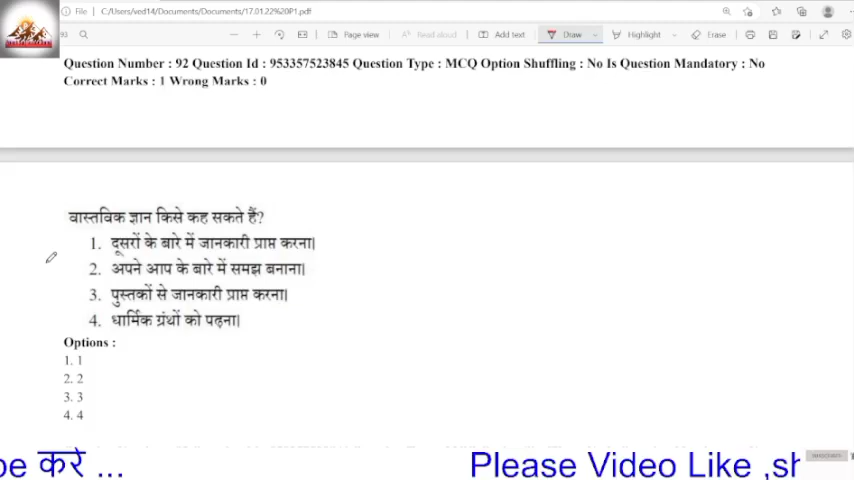 File
C:/Users/ved14/Documents/Documents/17.01.22%20P1.pdf
93
Page view
Read aloud
Add text
Draw
Highlight
Erase
Question Number : 92 Question Id : 953357523845 Question Type : MCQ Option Shuffling : No Is Question Mandatory : No
Correct Marks : 1 Wrong Marks : 0
वास्तविक ज्ञान किसे कह सकते हैं?
1. दूसरों के बारे में जानकारी प्राप्त करना।
2. अपने आप के बारे में समझ बनाना।
3. पुस्तकों से जानकारी प्राप्त करना।
4. धार्मिक ग्रंथों को पढ़ना।
Options :
1. 1
2. 2
3. 3
4. 4
be करे ... Please Video Like ,sh